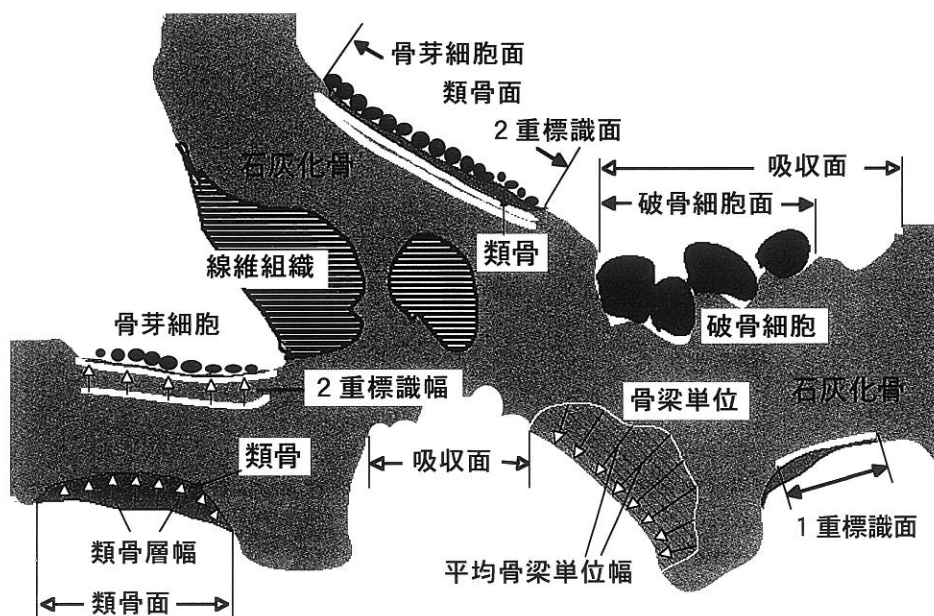 骨芽細胞面
類骨面
2重標識面
吸収面
破骨細胞面
石灰化骨
類骨
線維組織
破骨細胞
骨芽細胞
2重標識幅
骨梁単位
石灰化骨
類骨
吸収面
1重標識面
類骨層幅
平均骨梁単位幅
類骨面